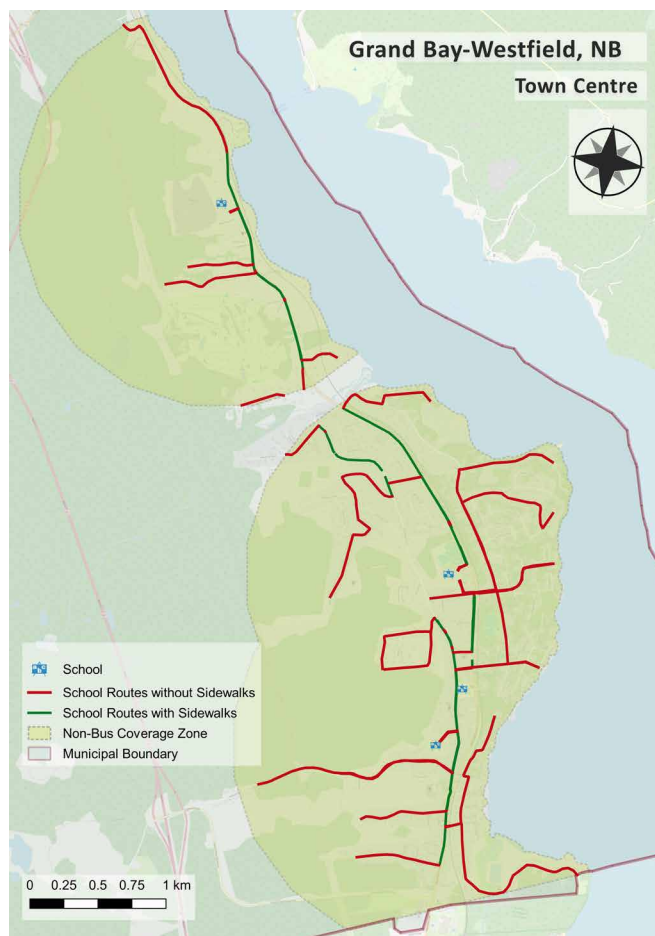 Grand Bay-Westfield, NB
Town Centre
School
School Routes without Sidewalks
School Routes with Sidewalks
Non-Bus Coverage Zone
Municipal Boundary
0 0.25 0.5 0.75 1 km